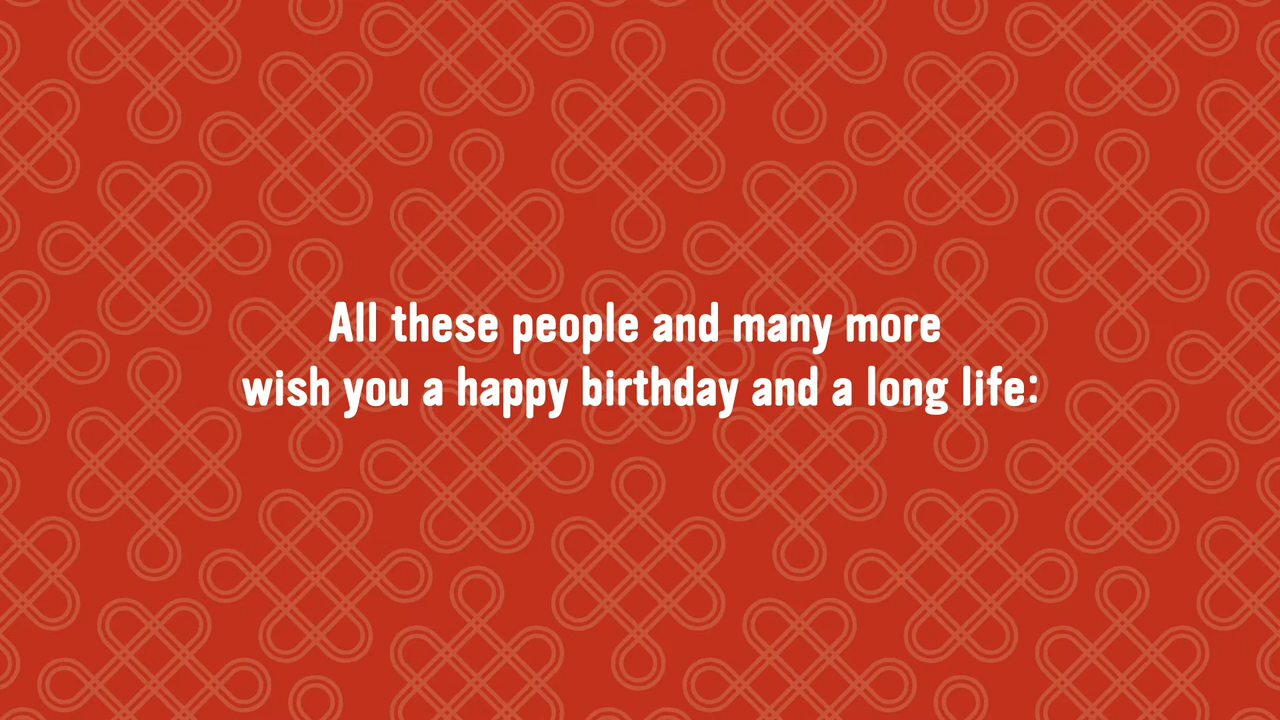 All these people and many more
wish you a happy birthday and a long life: